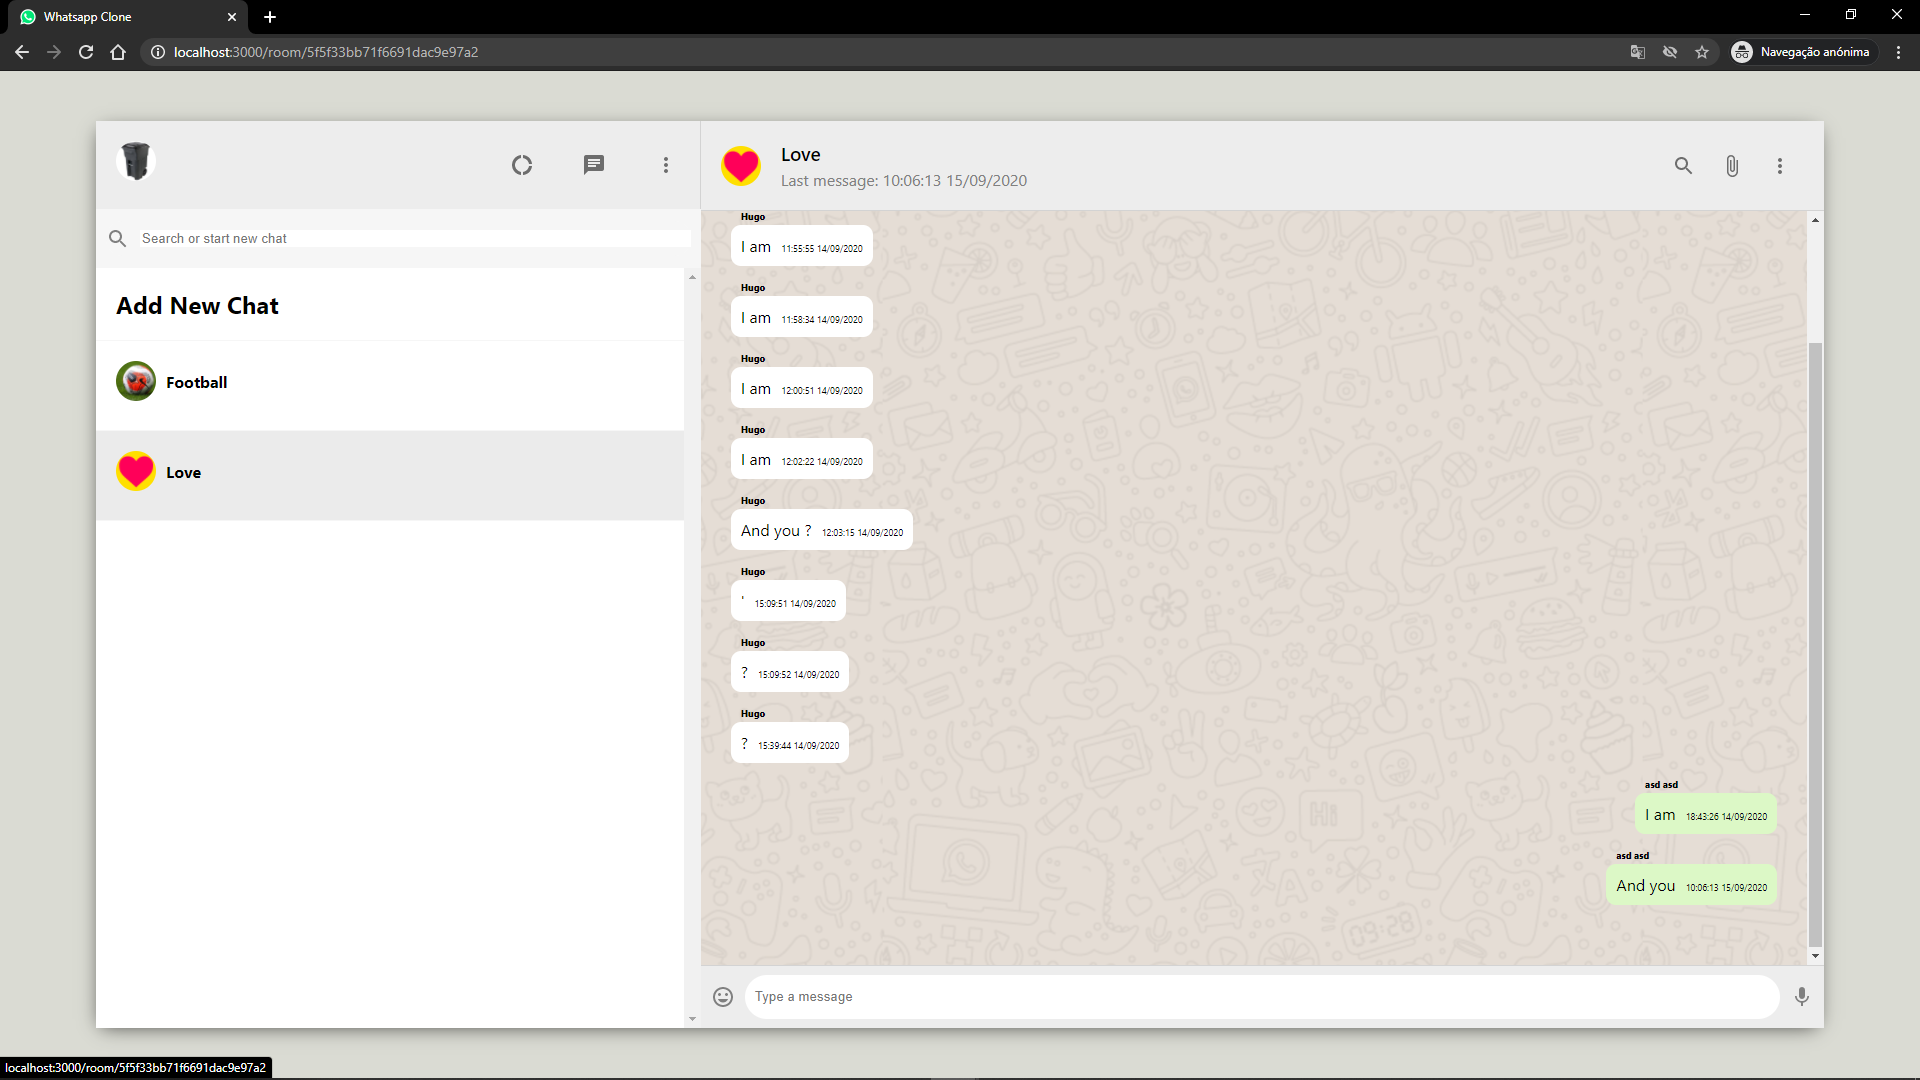 Whatsapp Clone
localhost:3000/room/5f5f33bb71f6691dac9e97a2
Navegação anónima
Search or start new chat
Add New Chat
Football
Love
Love
Last message: 10:06:13 15/09/2020
Hugo
I am 11:55:55 14/09/2020
Hugo
I am 11:58:34 14/09/2020
Hugo
I am 12:00:51 14/09/2020
Hugo
I am 12:02:22 14/09/2020
Hugo
And you ? 12:03:15 14/09/2020
Hugo
' 15:09:51 14/09/2020
Hugo
? 15:09:52 14/09/2020
Hugo
? 15:39:44 14/09/2020
asd asd
I am 18:43:26 14/09/2020
asd asd
And you 10:06:13 15/09/2020
Hi
09:28
Type a message
localhost:3000/room/5f5f33bb71f6691dac9e97a2